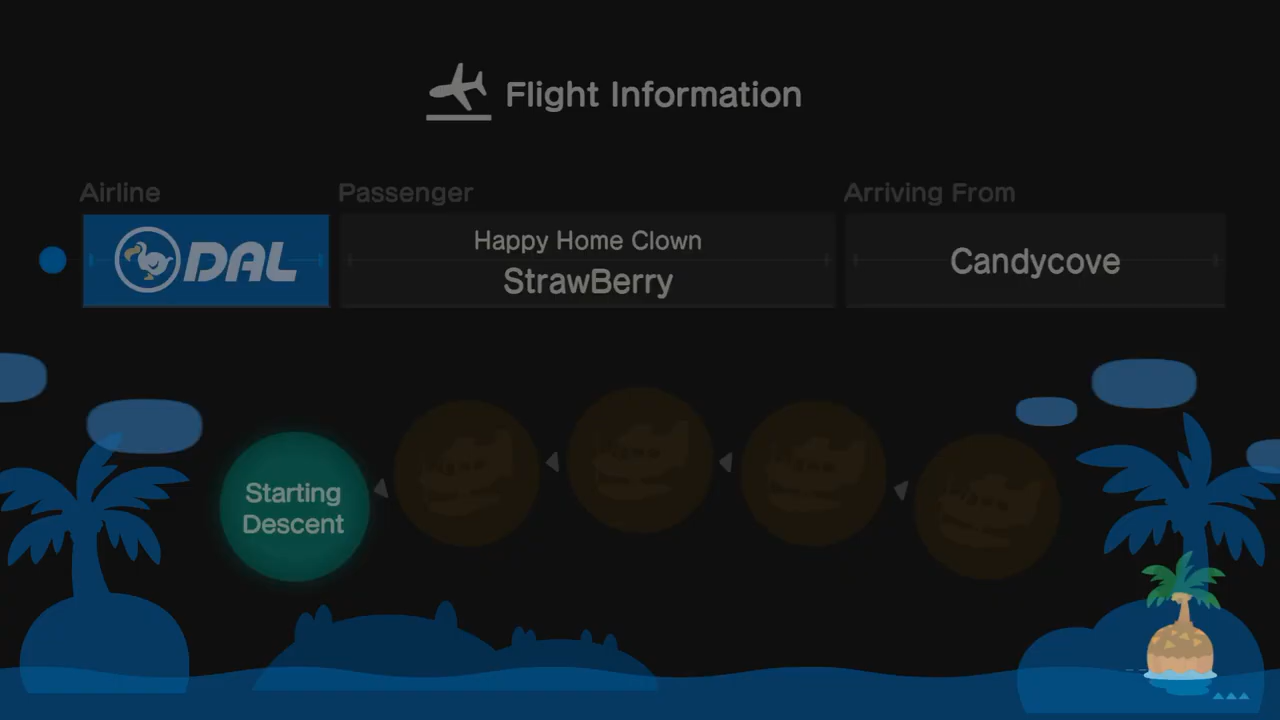 Flight Information
Airline
Passenger
Arriving From
DAL
Happy Home Clown
StrawBerry
Candycove
Starting
Descent